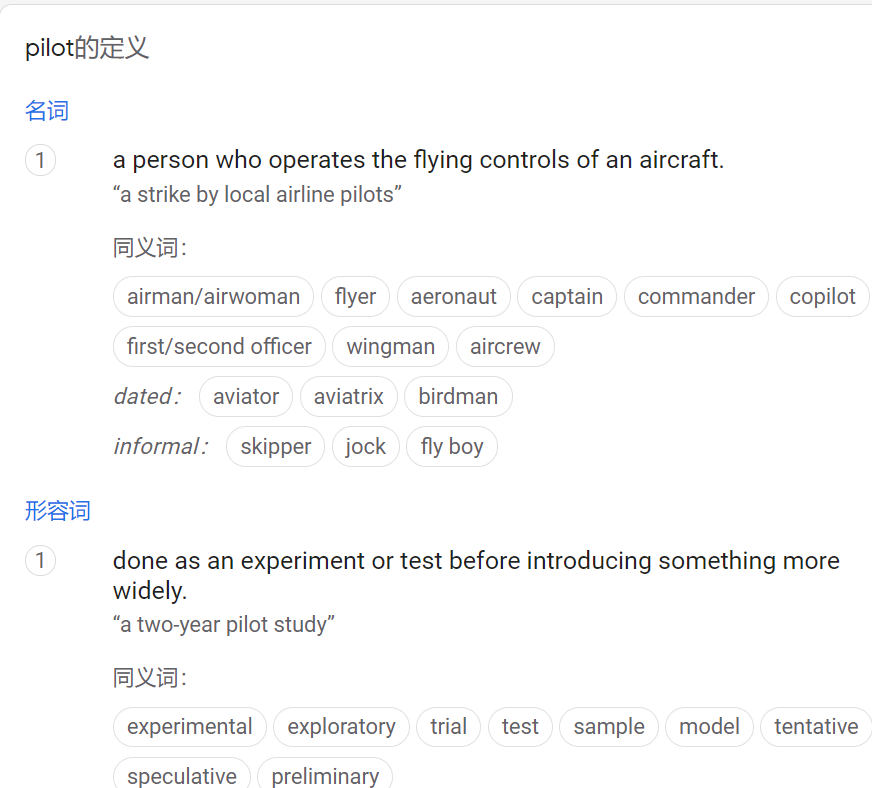 pilot的定义
名词
1 a person who operates the flying controls of an aircraft.
“a strike by local airline pilots”
同义词：
airman/airwoman flyer aeronaut captain commander copilot
first/second officer wingman aircrew
dated： aviator aviatrix birdman
informal： skipper jock fly boy
形容词
1 done as an experiment or test before introducing something more
widely.
“a two-year pilot study”
同义词：
experimental exploratory trial test sample model tentative
speculative preliminary